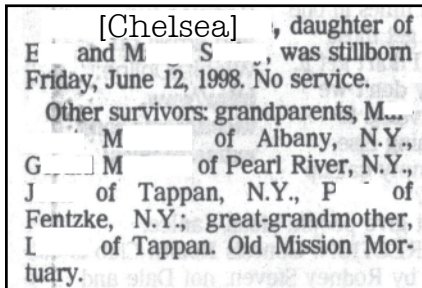 [Chelsea] , daughter of
E and M S , was stillborn
Friday, June 12, 1998. No service.
Other survivors: grandparents, M...
M of Albany, N.Y.,
G M of Pearl River, N.Y.,
J of Tappan, N.Y., P of
Fentzke, N.Y.; great-grandmother,
L of Tappan. Old Mission Mor-
tuary.